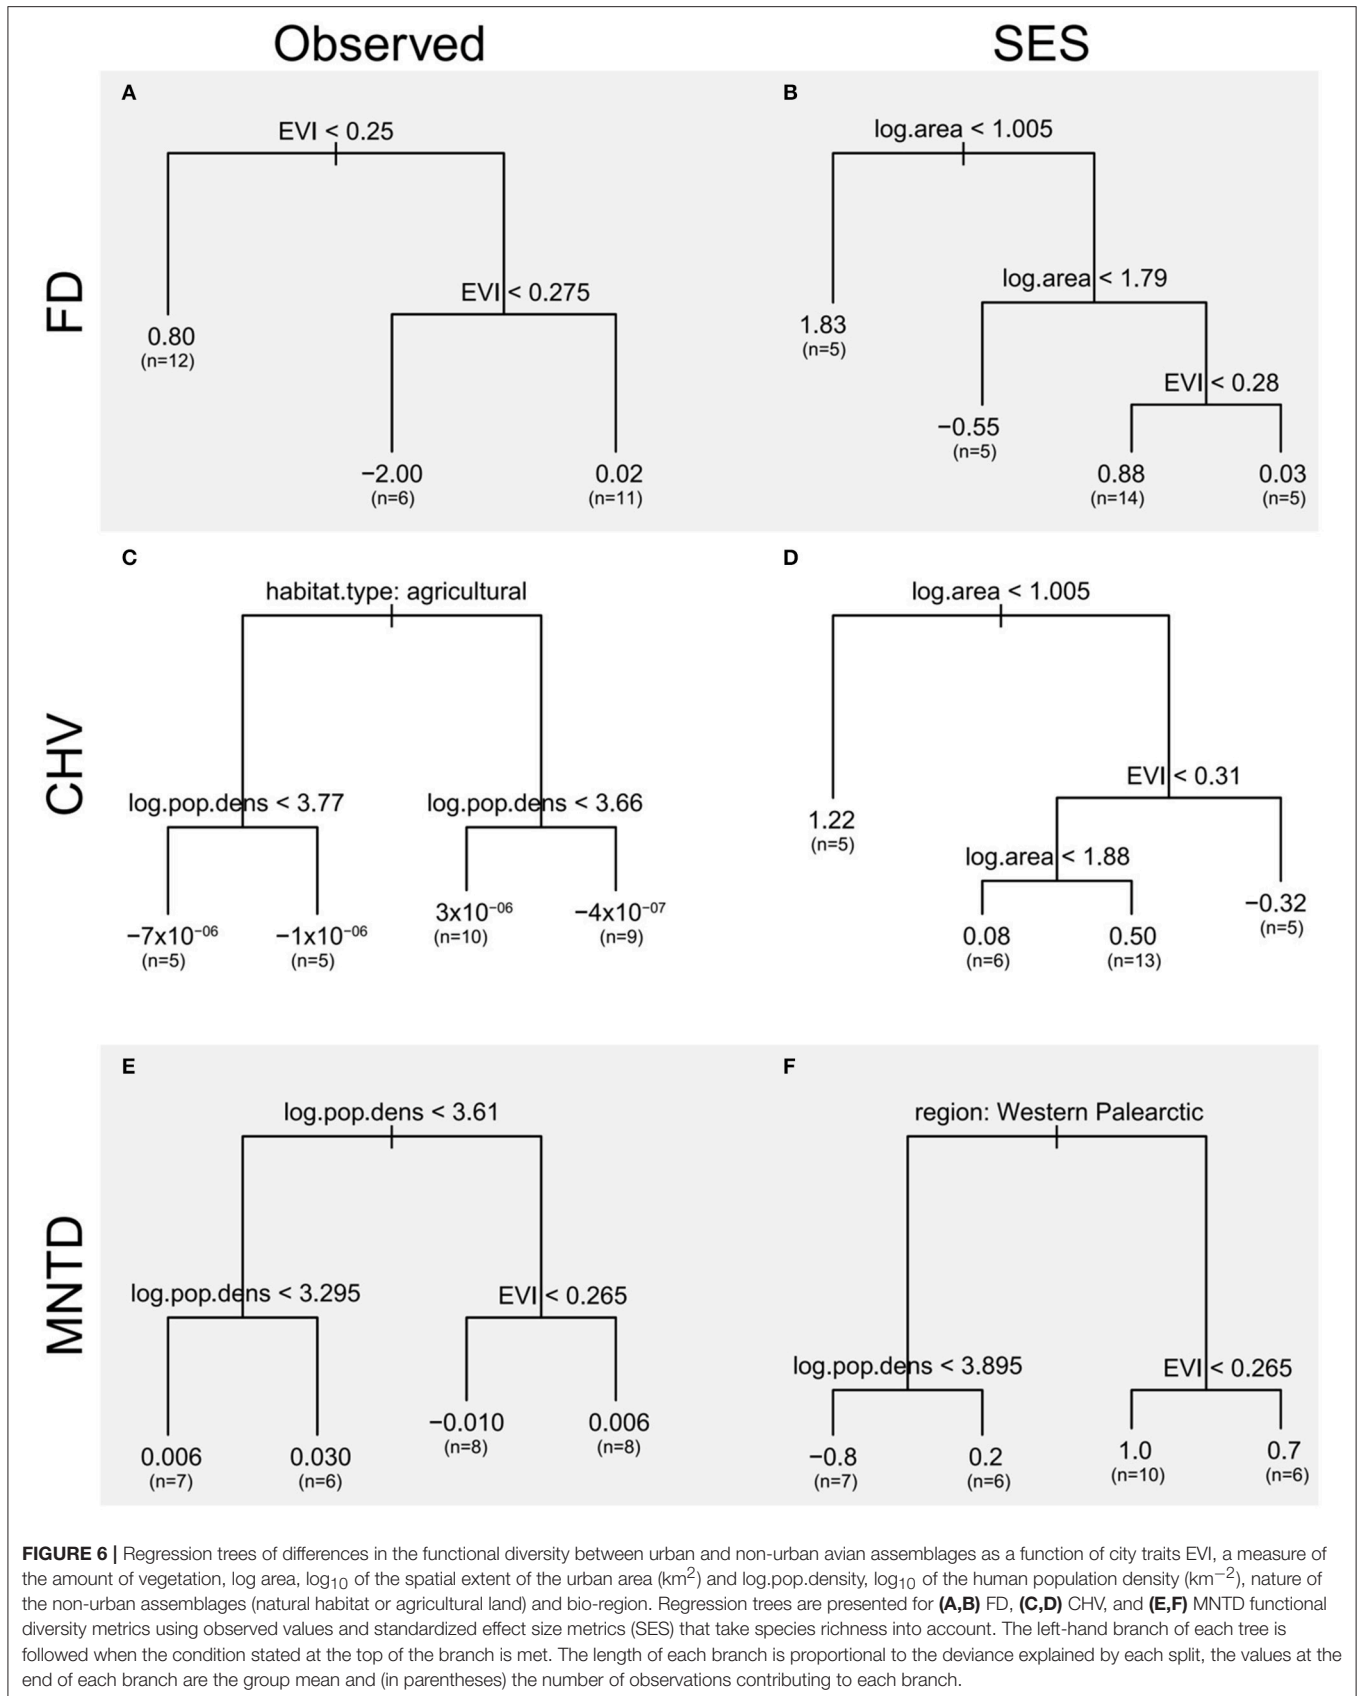 Observed
SES
FD
A
EVI < 0.25
0.80
(n=12)
EVI < 0.275
−2.00
(n=6)
0.02
(n=11)
B
log.area < 1.005
1.83
(n=5)
log.area < 1.79
−0.55
(n=5)
EVI < 0.28
0.88
(n=14)
0.03
(n=5)
CHV
C
habitat.type: agricultural
log.pop.dens < 3.77
log.pop.dens < 3.66
−7x10⁻⁰⁶
(n=5)
−1x10⁻⁰⁶
(n=5)
3x10⁻⁰⁶
(n=10)
−4x10⁻⁰⁷
(n=9)
D
log.area < 1.005
1.22
(n=5)
EVI < 0.31
log.area < 1.88
0.08
(n=6)
0.50
(n=13)
−0.32
(n=5)
MNTD
E
log.pop.dens < 3.61
log.pop.dens < 3.295
EVI < 0.265
0.006
(n=7)
0.030
(n=6)
−0.010
(n=8)
0.006
(n=8)
F
region: Western Palearctic
log.pop.dens < 3.895
EVI < 0.265
−0.8
(n=7)
0.2
(n=6)
1.0
(n=10)
0.7
(n=6)
FIGURE 6 | Regression trees of differences in the functional diversity between urban and non-urban avian assemblages as a function of city traits EVI, a measure of
the amount of vegetation, log area, log₁₀ of the spatial extent of the urban area (km²) and log.pop.density, log₁₀ of the human population density (km⁻²), nature of
the non-urban assemblages (natural habitat or agricultural land) and bio-region. Regression trees are presented for (A,B) FD, (C,D) CHV, and (E,F) MNTD functional
diversity metrics using observed values and standardized effect size metrics (SES) that take species richness into account. The left-hand branch of each tree is
followed when the condition stated at the top of the branch is met. The length of each branch is proportional to the deviance explained by each split, the values at the
end of each branch are the group mean and (in parentheses) the number of observations contributing to each branch.